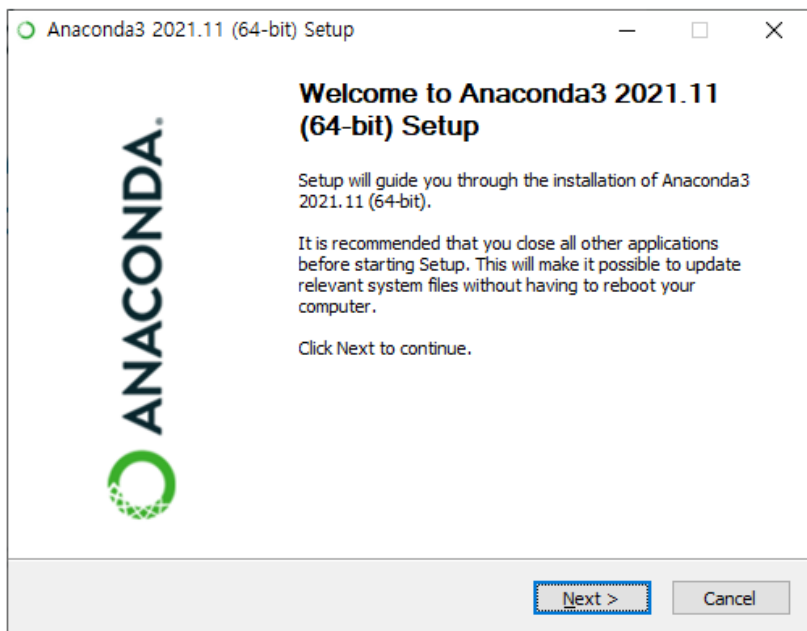 Anaconda3 2021.11 (64-bit) Setup
Welcome to Anaconda3 2021.11
(64-bit) Setup
ANACONDA.
Setup will guide you through the installation of Anaconda3
2021.11 (64-bit).
It is recommended that you close all other applications
before starting Setup. This will make it possible to update
relevant system files without having to reboot your
computer.
Click Next to continue.
Next >
Cancel